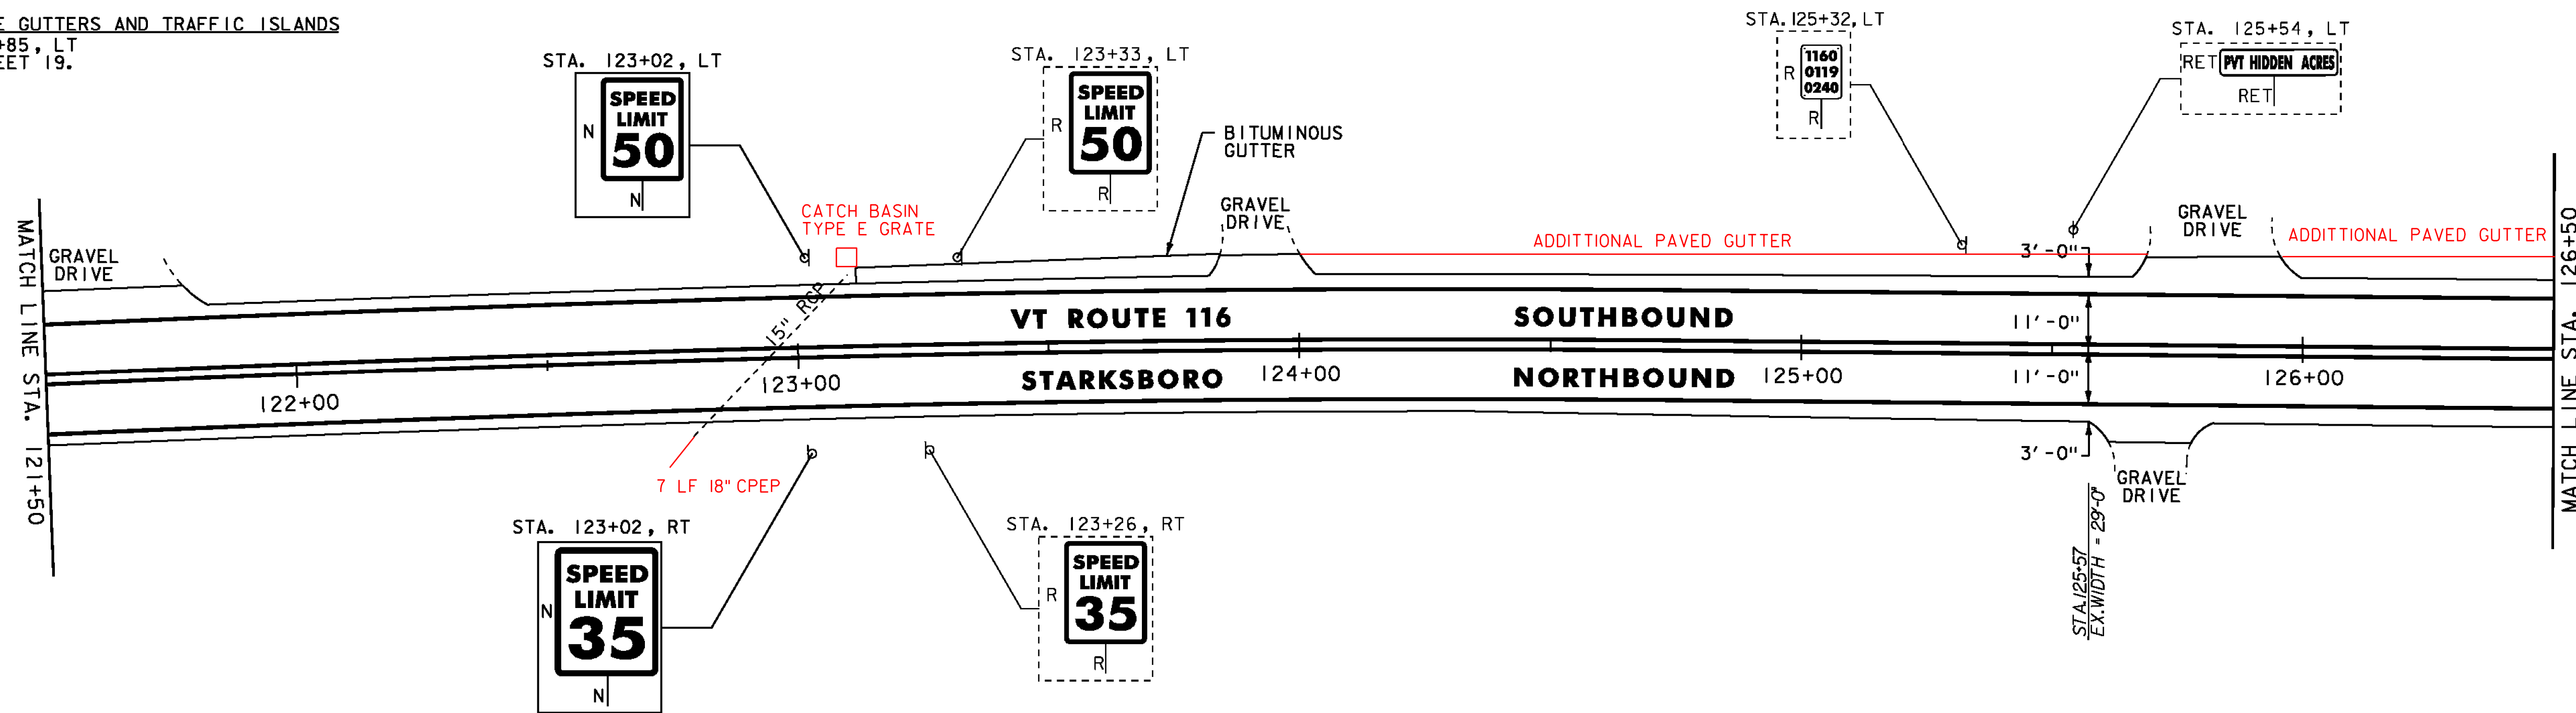 E GUTTERS AND TRAFFIC ISLANDS
+85, LT
EET 19.
STA. 123+02, LT
N
SPEED
LIMIT
50
N
STA. 123+33, LT
R
SPEED
LIMIT
50
R
BITUMINOUS
GUTTER
STA.125+32, LT
R
1160
0119
0240
R
STA. 125+54, LT
RET
PVT HIDDEN ACRES
RET
MATCH LINE STA. 121+50
GRAVEL
DRIVE
CATCH BASIN
TYPE E GRATE
GRAVEL
DRIVE
ADDITTIONAL PAVED GUTTER
3'-0"
GRAVEL
DRIVE
ADDITTIONAL PAVED GUTTER
MATCH LINE STA. 126+50
15" RCP
VT ROUTE 116
SOUTHBOUND
11'-0"
122+00
123+00
STARKSBORO
124+00
NORTHBOUND
125+00
11'-0"
126+00
3'-0"
GRAVEL
DRIVE
7 LF 18" CPEP
STA.125+57
EX.WIDTH = 29'-0"
STA. 123+02, RT
N
SPEED
LIMIT
35
N
STA. 123+26, RT
R
SPEED
LIMIT
35
R